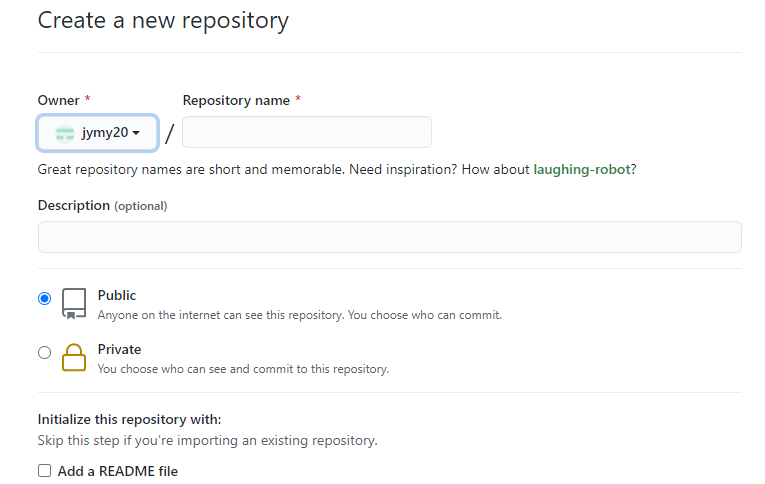 Create a new repository
Owner * Repository name *
jymy20 /
Great repository names are short and memorable. Need inspiration? How about laughing-robot?
Description (optional)
Public
Anyone on the internet can see this repository. You choose who can commit.
Private
You choose who can see and commit to this repository.
Initialize this repository with:
Skip this step if you're importing an existing repository.
Add a README file